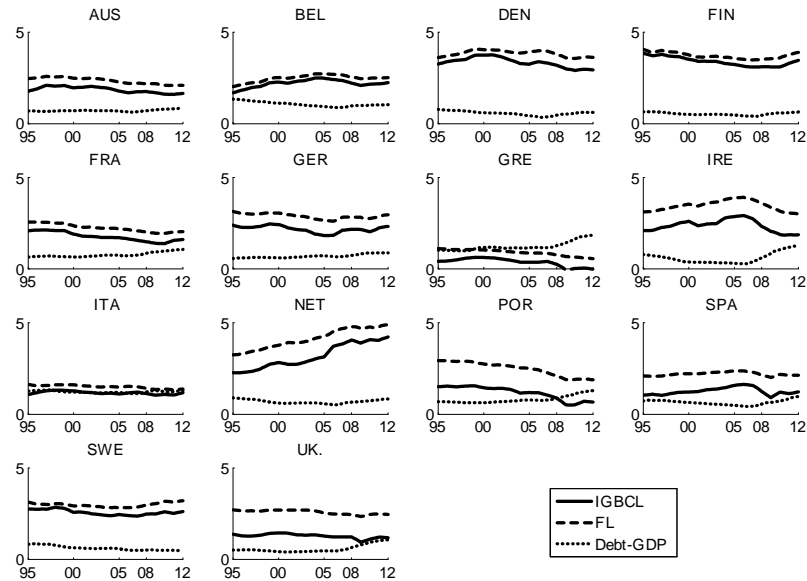 AUS BEL DEN FIN
5 5 5 5
0 0 0 0
95 00 05 08 12 95 00 05 08 12 95 00 05 08 12 95 00 05 08 12
FRA GER GRE IRE
5 5 5 5
0 0 0 0
95 00 05 08 12 95 00 05 08 12 95 00 05 08 12 95 00 05 08 12
ITA NET POR SPA
5 5 5 5
0 0 0 0
95 00 05 08 12 95 00 05 08 12 95 00 05 08 12 95 00 05 08 12
SWE UK.
5 5
0 0
95 00 05 08 12 95 00 05 08 12
IGBCL
FL
Debt-GDP